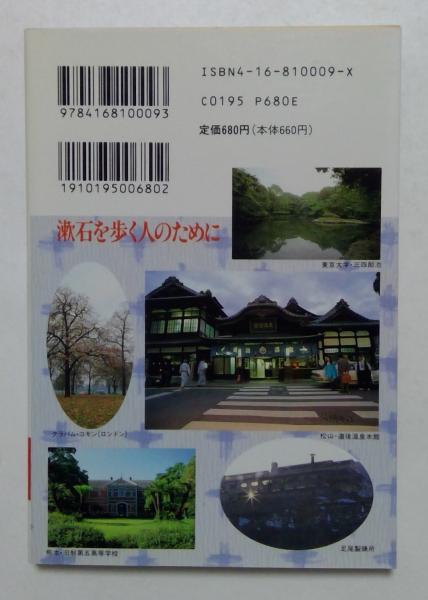 ISBN4-16-810009-X
C0195 P680E
定価680円(本体660円)
9784168100093
1910195006802
漱石を歩く人のために
東京大学・三四郎池
クラパム・コモン(ロンドン)
松山・道後温泉本館
熊本・旧制第五高等学校
足尾製錬所